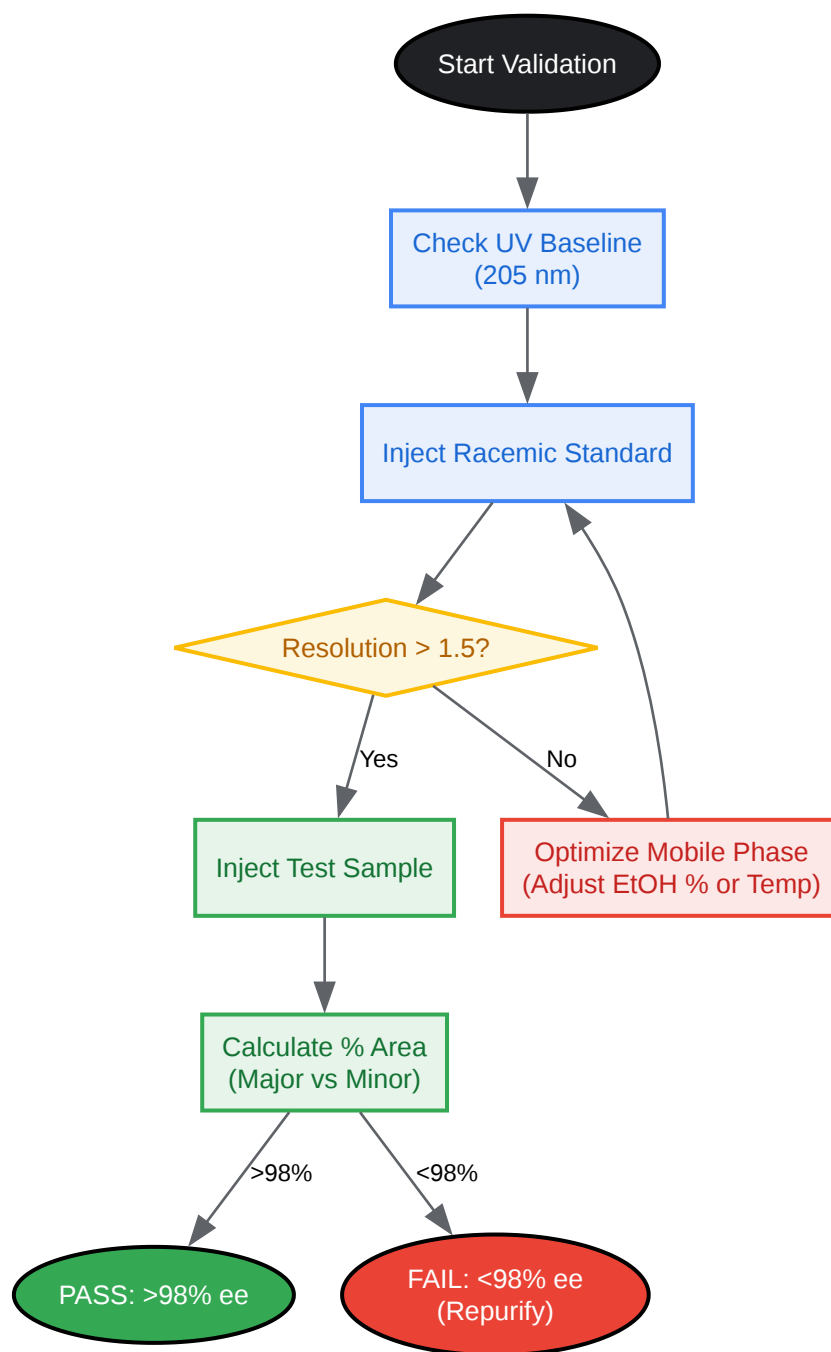 Start Validation
Check UV Baseline
(205 nm)
Inject Racemic Standard
Resolution > 1.5?
Yes
No
Inject Test Sample
Optimize Mobile Phase
(Adjust EtOH % or Temp)
Calculate % Area
(Major vs Minor)
>98%
<98%
PASS: >98% ee
FAIL: <98% ee
(Repurify)